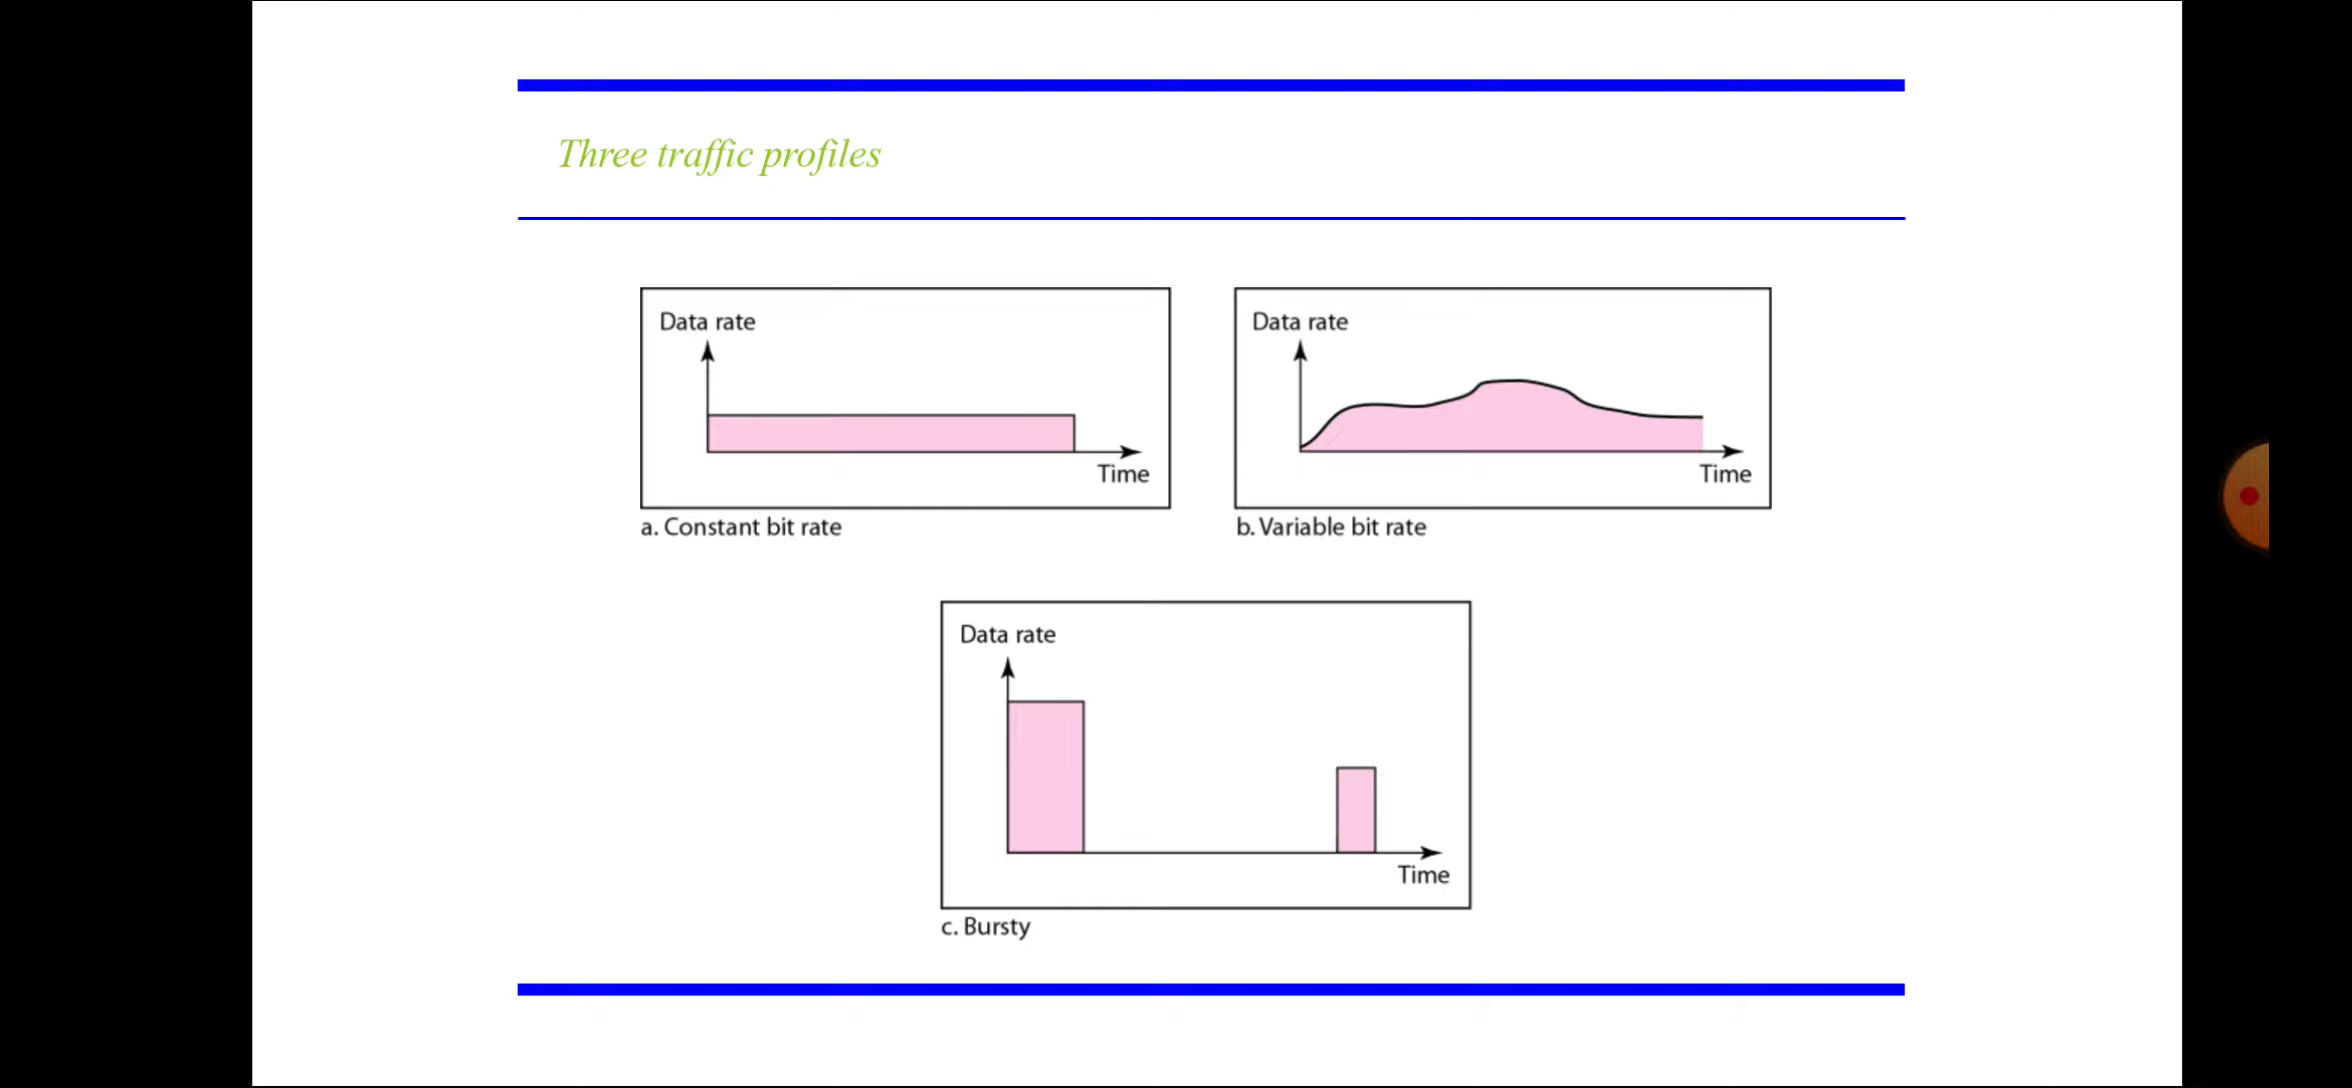 Three traffic profiles
Data rate
Time
a. Constant bit rate
Data rate
Time
b. Variable bit rate
Data rate
Time
c. Bursty